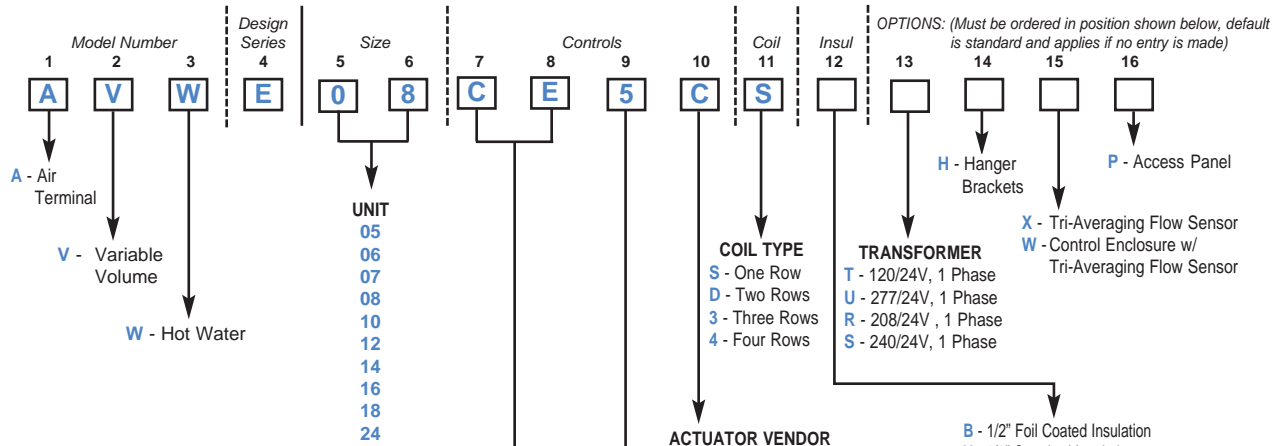 Model Number
Design Series
Size
Controls
Coil
Insul
OPTIONS: (Must be ordered in position shown below, default
is standard and applies if no entry is made)
1 2 3 4 5 6 7 8 9 10 11 12 13 14 15 16
A V W E 0 8 C E 5 C S
A - Air
Terminal
V - Variable
Volume
W - Hot Water
UNIT
05
06
07
08
10
12
14
16
18
24
COIL TYPE
S - One Row
D - Two Rows
3 - Three Rows
4 - Four Rows
TRANSFORMER
T - 120/24V, 1 Phase
U - 277/24V, 1 Phase
R - 208/24V , 1 Phase
S - 240/24V, 1 Phase
H - Hanger
Brackets
P - Access Panel
X - Tri-Averaging Flow Sensor
W - Control Enclosure w/
Tri-Averaging Flow Sensor
ACTUATOR VENDOR
B - 1/2" Foil Coated Insulation